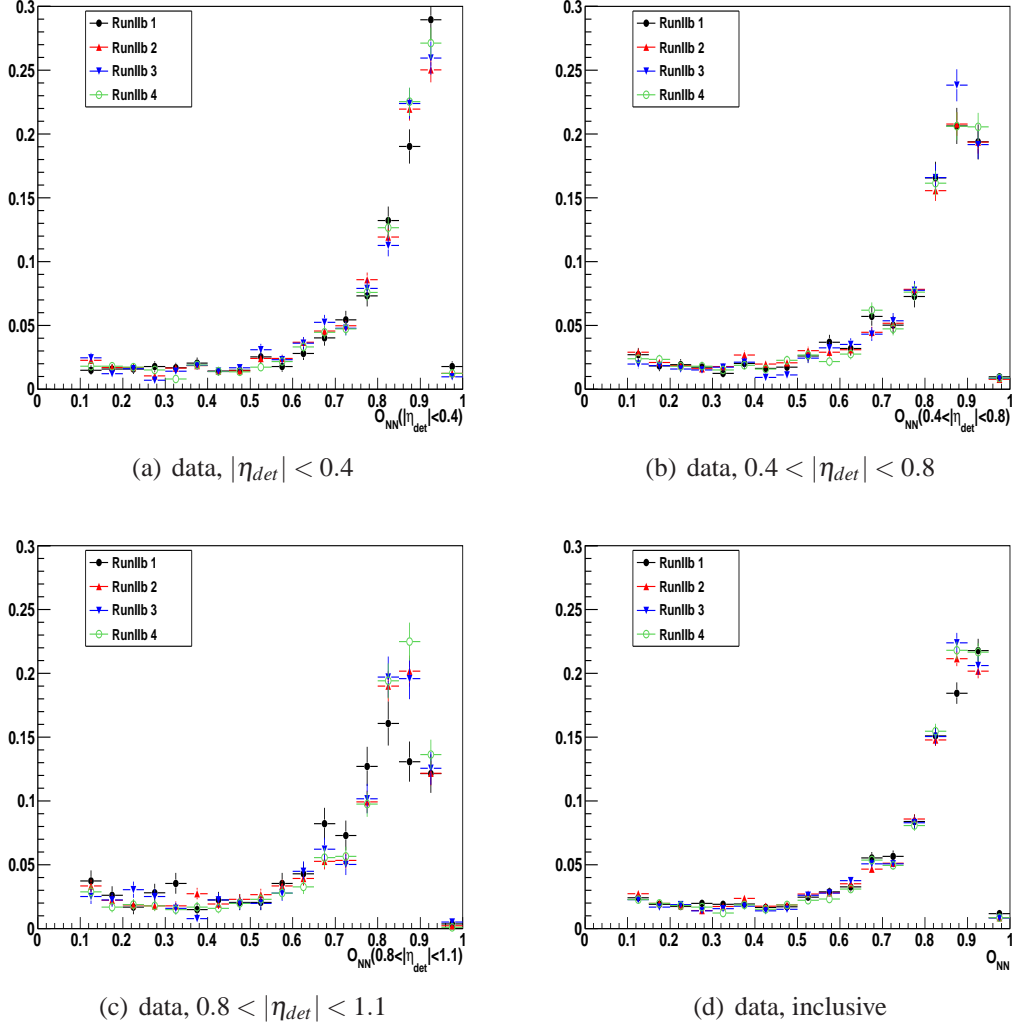 0.3
0.25
0.2
0.15
0.1
0.05
0
RunIIb 1
RunIIb 2
RunIIb 3
RunIIb 4
0 0.1 0.2 0.3 0.4 0.5 0.6 0.7 0.8 0.9 1
O_NN(|η_det|<0.4)
(a) data, |η_det| < 0.4
0.3
0.25
0.2
0.15
0.1
0.05
0
RunIIb 1
RunIIb 2
RunIIb 3
RunIIb 4
0 0.1 0.2 0.3 0.4 0.5 0.6 0.7 0.8 0.9 1
O_NN(0.4<|η_det|<0.8)
(b) data, 0.4 < |η_det| < 0.8
0.3
0.25
0.2
0.15
0.1
0.05
0
RunIIb 1
RunIIb 2
RunIIb 3
RunIIb 4
0 0.1 0.2 0.3 0.4 0.5 0.6 0.7 0.8 0.9 1
O_NN(0.8<|η_det|<1.1)
(c) data, 0.8 < |η_det| < 1.1
0.3
0.25
0.2
0.15
0.1
0.05
0
RunIIb 1
RunIIb 2
RunIIb 3
RunIIb 4
0 0.1 0.2 0.3 0.4 0.5 0.6 0.7 0.8 0.9 1
O_NN
(d) data, inclusive